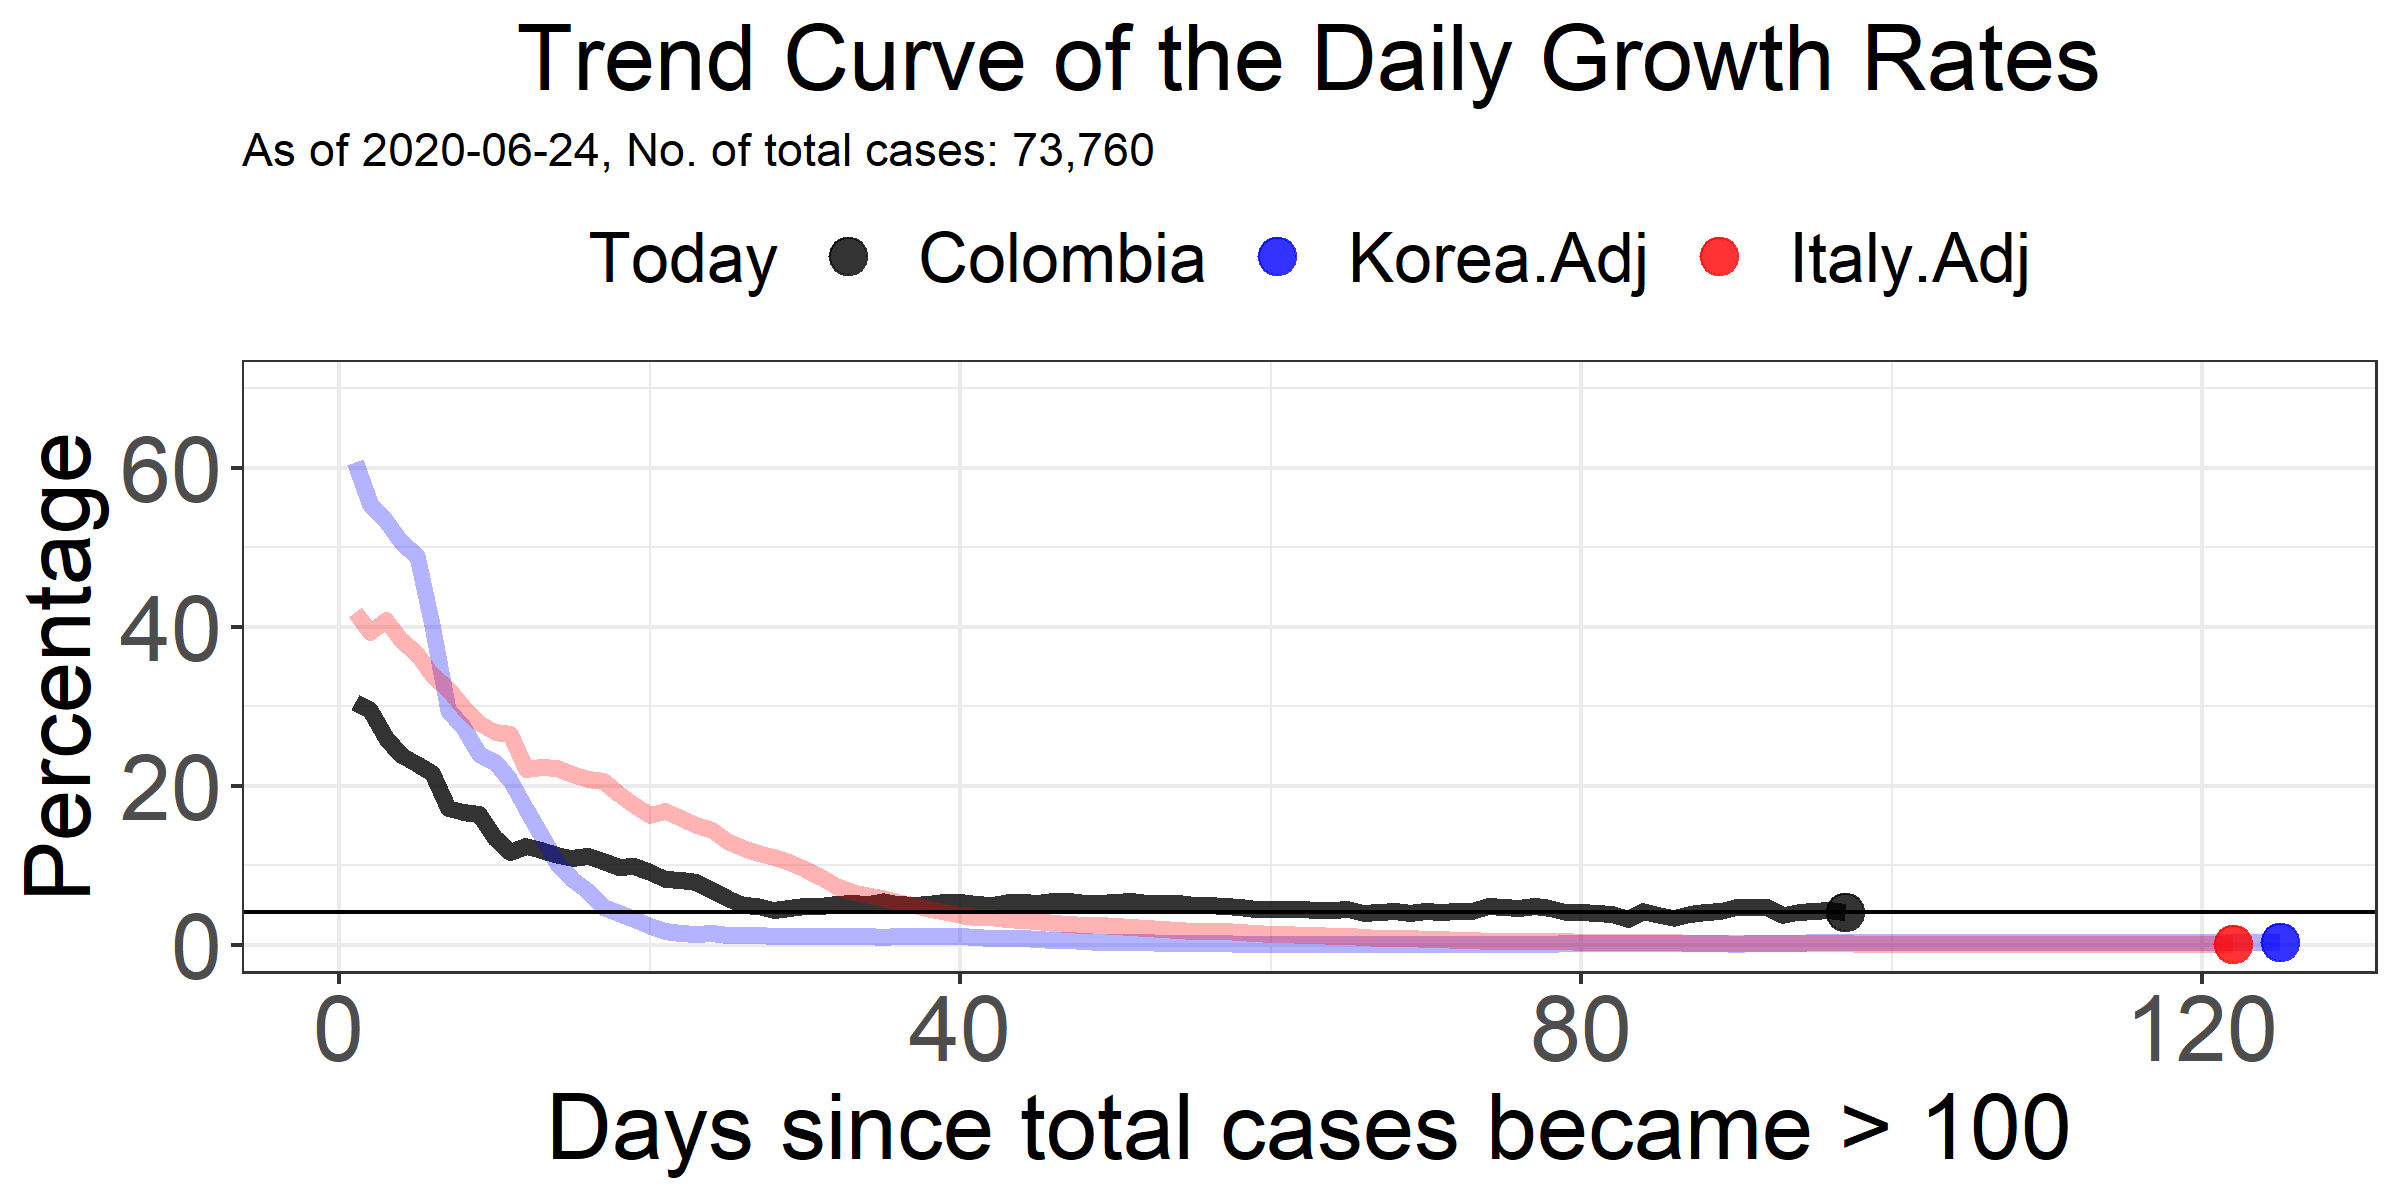 Trend Curve of the Daily Growth Rates
As of 2020-06-24, No. of total cases: 73,760
Today Colombia Korea.Adj Italy.Adj
Percentage
60
40
20
0
0 40 80 120
Days since total cases became > 100